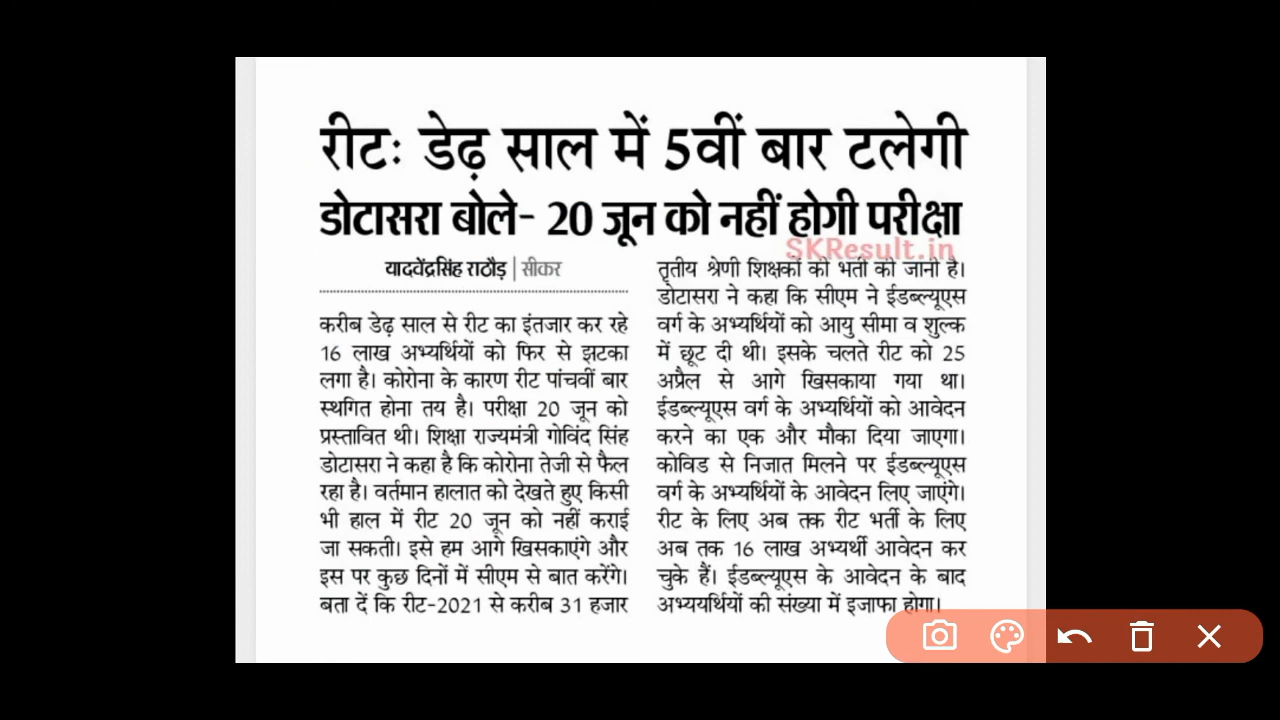 रीटः डेढ़ साल में 5वीं बार टलेगी
डोटासरा बोले- 20 जून को नहीं होगी परीक्षा
SKResult.in
यादवेंद्रसिंह राठौड़ | सीकर
करीब डेढ़ साल से रीट का इंतजार कर रहे
16 लाख अभ्यर्थियों को फिर से झटका
लगा है। कोरोना के कारण रीट पांचवीं बार
स्थगित होना तय है। परीक्षा 20 जून को
प्रस्तावित थी। शिक्षा राज्यमंत्री गोविंद सिंह
डोटासरा ने कहा है कि कोरोना तेजी से फैल
रहा है। वर्तमान हालात को देखते हुए किसी
भी हाल में रीट 20 जून को नहीं कराई
जा सकती। इसे हम आगे खिसकाएंगे और
इस पर कुछ दिनों में सीएम से बात करेंगे।
बता दें कि रीट-2021 से करीब 31 हजार
तृतीय श्रेणी शिक्षकों की भर्ती की जानी है।
डोटासरा ने कहा कि सीएम ने ईडब्ल्यूएस
वर्ग के अभ्यर्थियों को आयु सीमा व शुल्क
में छूट दी थी। इसके चलते रीट को 25
अप्रैल से आगे खिसकाया गया था।
ईडब्ल्यूएस वर्ग के अभ्यर्थियों को आवेदन
करने का एक और मौका दिया जाएगा।
कोविड से निजात मिलने पर ईडब्ल्यूएस
वर्ग के अभ्यर्थियों के आवेदन लिए जाएंगे।
रीट के लिए अब तक रीट भर्ती के लिए
अब तक 16 लाख अभ्यर्थी आवेदन कर
चुके हैं। ईडब्ल्यूएस के आवेदन के बाद
अभ्ययर्थियों की संख्या में इजाफा होगा।